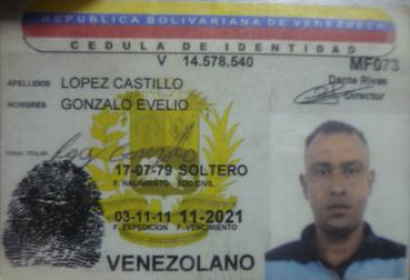 REPUBLICA BOLIVARIANA DE VENEZUELA
CEDULA DE IDENTIDAD
V 14.578.540 MF073
APELLIDOS LOPEZ CASTILLO Dante Rivas
NOMBRES GONZALO EVELIO Director
FIRMA TITULAR
17-07-79 SOLTERO
F. NACIMIENTO EDO CIVIL
03-11-11 11-2021
F. EXPEDICION F. VENCIMIENTO
VENEZOLANO